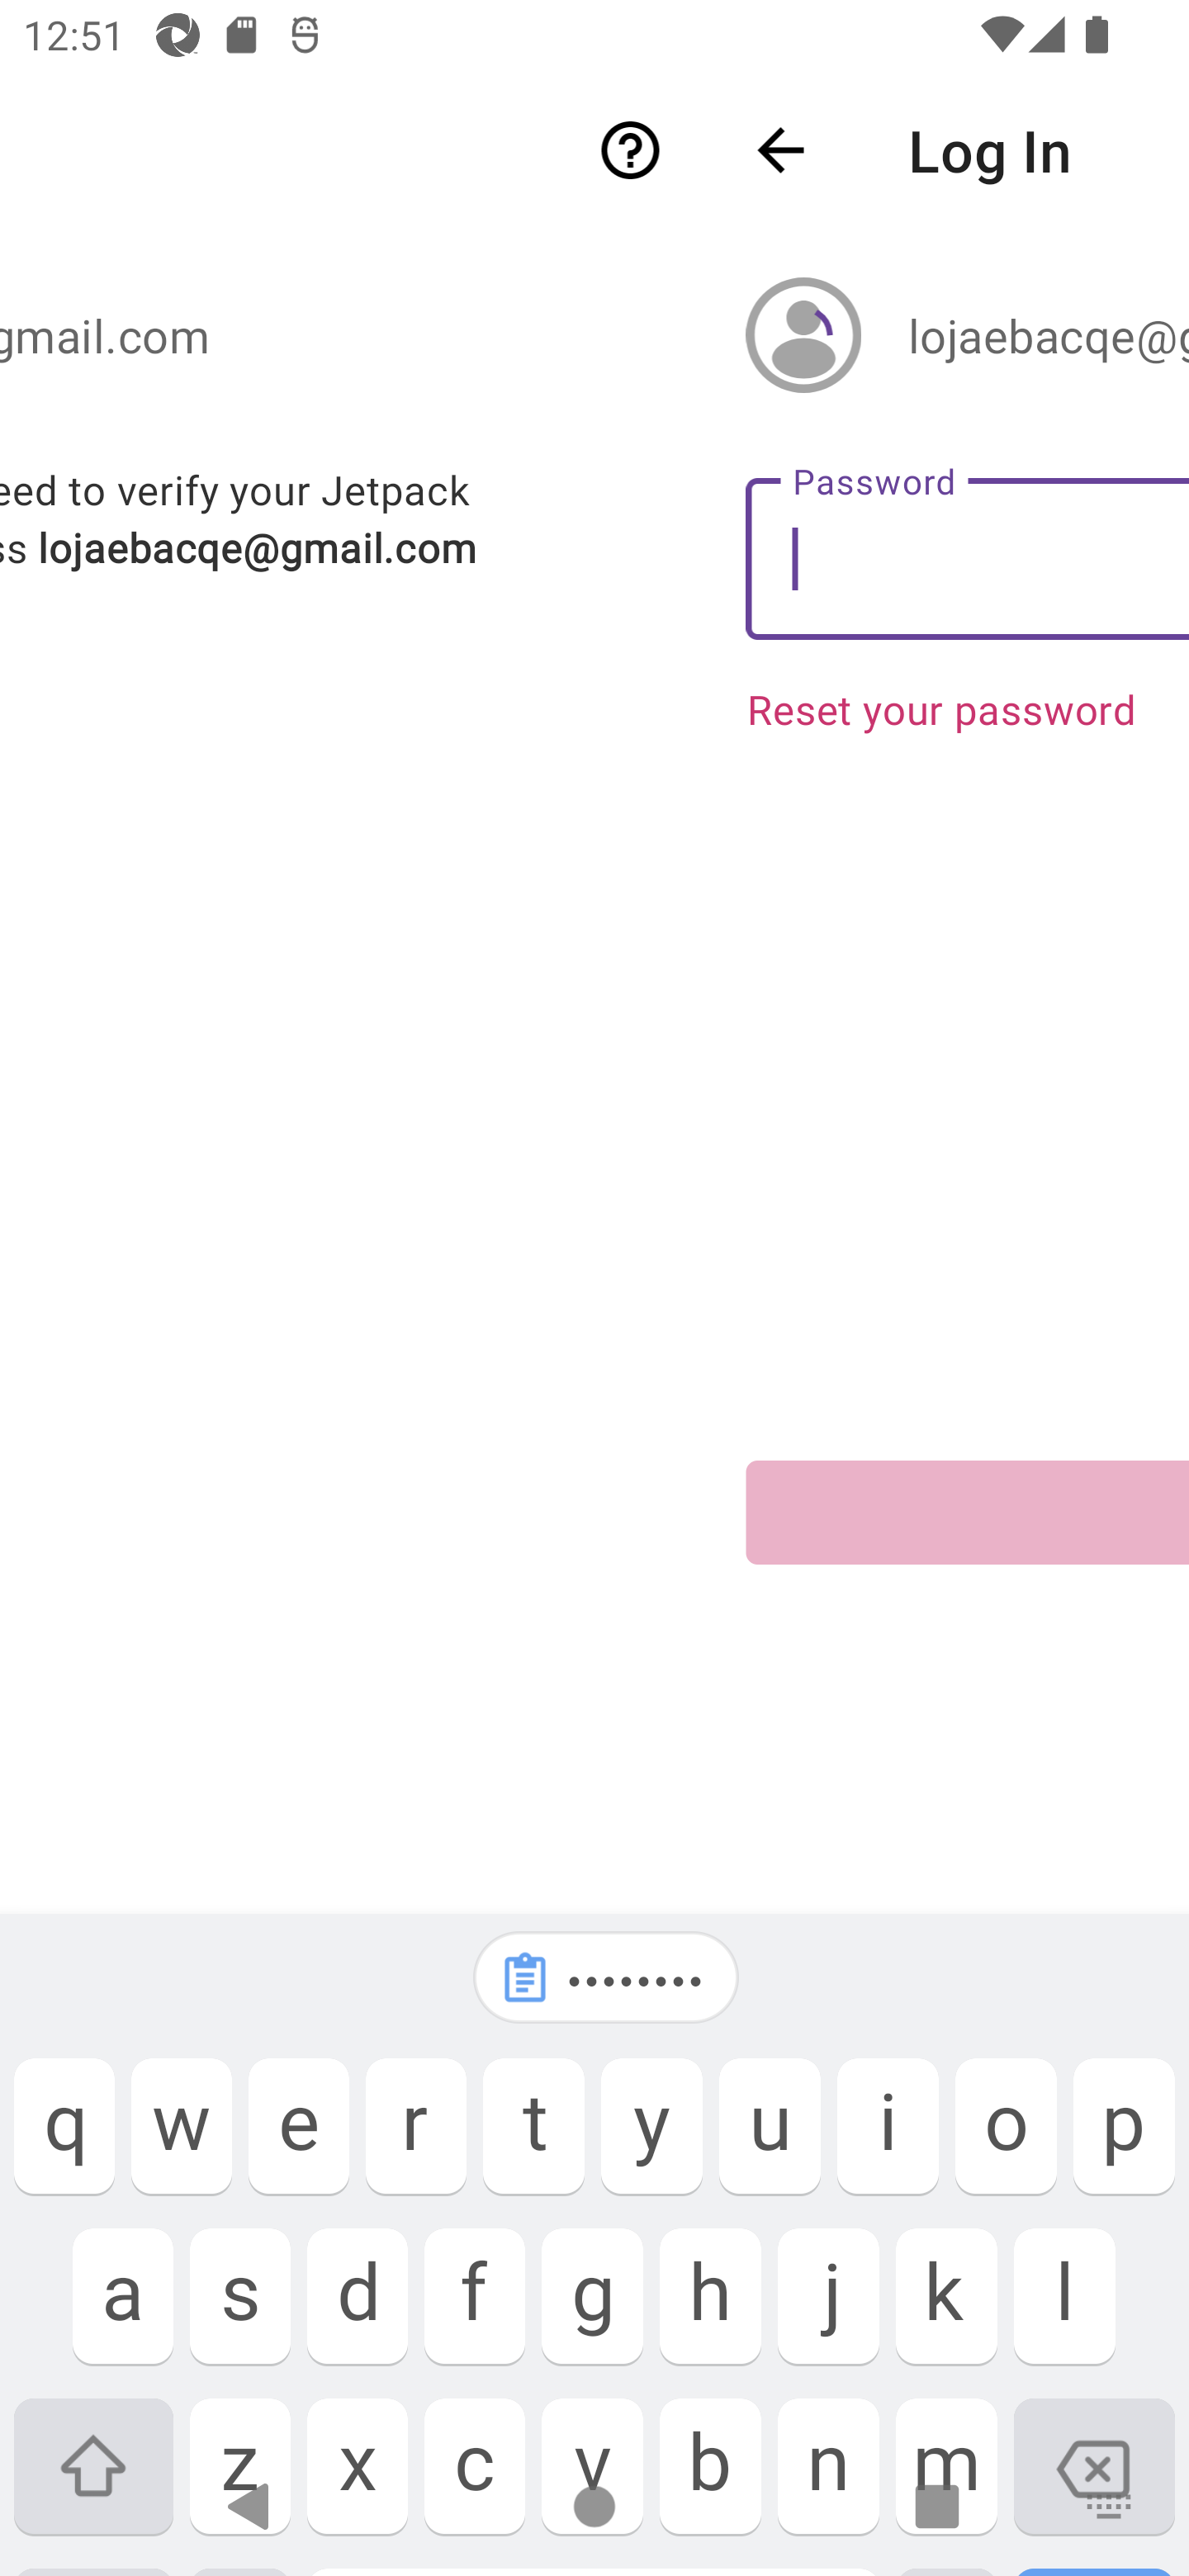 12:51
Log In
gmail.com
lojaebacqe@g
eed to verify your Jetpack
ss lojaebacqe@gmail.com
Password
Reset your password
••••••••
q w e r t y u i o p
a s d f g h j k l
z x c v b n m